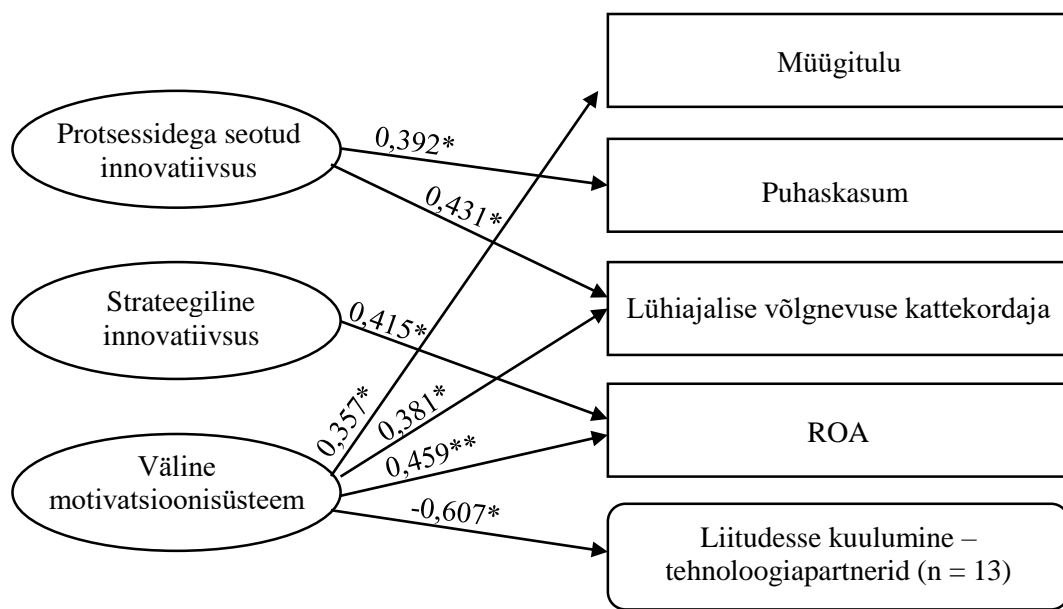 Müügitulu
Protsessidega seotud
innovatiivsus
0,392*
Puhaskasum
0,431*
Strateegiline
innovatiivsus
0,415*
Lühiajalise võlgnevuse kattekordaja
0,357*
0,381*
ROA
Väline
motivatsioonisüsteem
0,459**
-0,607*
Liitudesse kuulumine –
tehnoloogiapartnerid (n = 13)